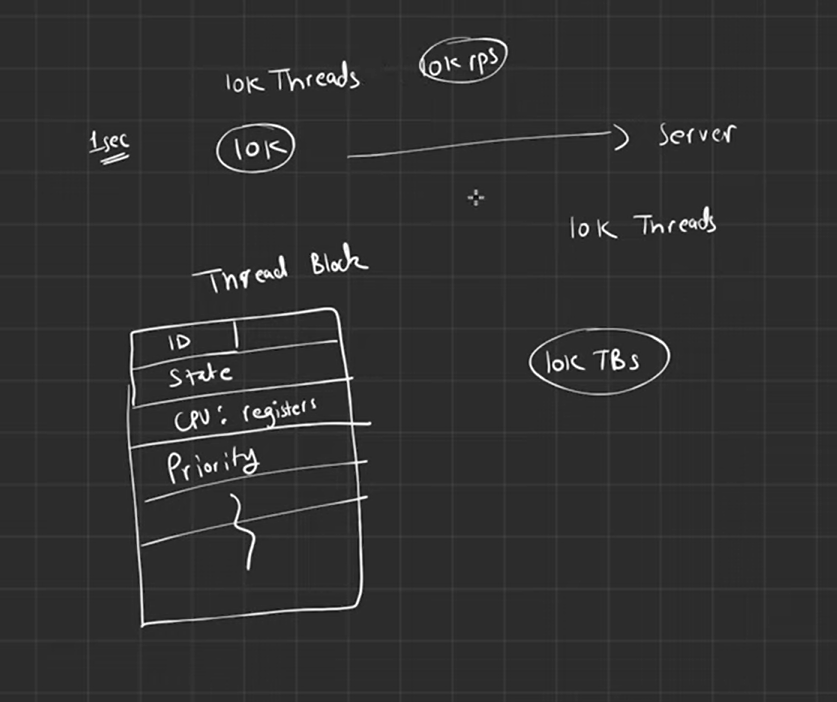 10K Threads
10K rps
1sec
10K
Server
10K Threads
Thread Block
ID
State
CPU: registers
Priority
10K TBs